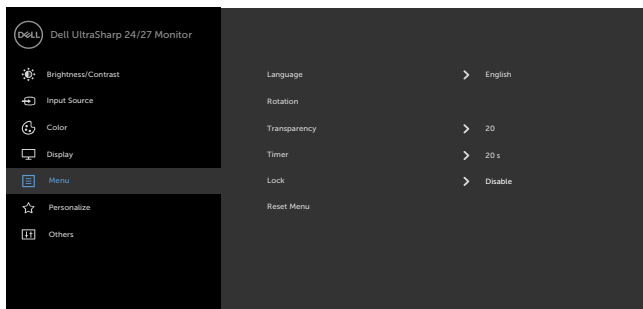 DELL Dell UltraSharp 24/27 Monitor
Brightness/Contrast
Input Source
Color
Display
Menu
Personalize
Others
Language English
Rotation
Transparency 20
Timer 20 s
Lock Disable
Reset Menu